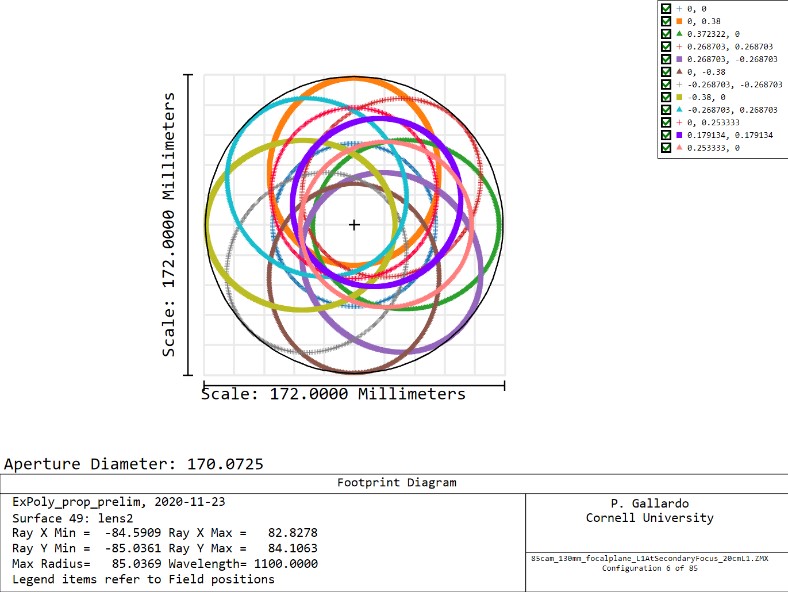 0, 0
0, 0.38
0.372322, 0
0.268703, 0.268703
0.268703, -0.268703
0, -0.38
-0.268703, -0.268703
-0.38, 0
-0.268703, 0.268703
0, 0.253333
0.179134, 0.179134
0.253333, 0
Scale: 172.0000 Millimeters
Scale: 172.0000 Millimeters
Aperture Diameter: 170.0725
Footprint Diagram
ExPoly_prop_prelim, 2020-11-23
Surface 49: lens2
Ray X Min = -84.5909 Ray X Max = 82.8278
Ray Y Min = -85.0361 Ray Y Max = 84.1063
Max Radius= 85.0369 Wavelength= 1100.0000
Legend items refer to Field positions
P. Gallardo
Cornell University
85cam_130mm_focalplane_L1AtSecondaryFocus_20cmL1.ZMX
Configuration 6 of 85